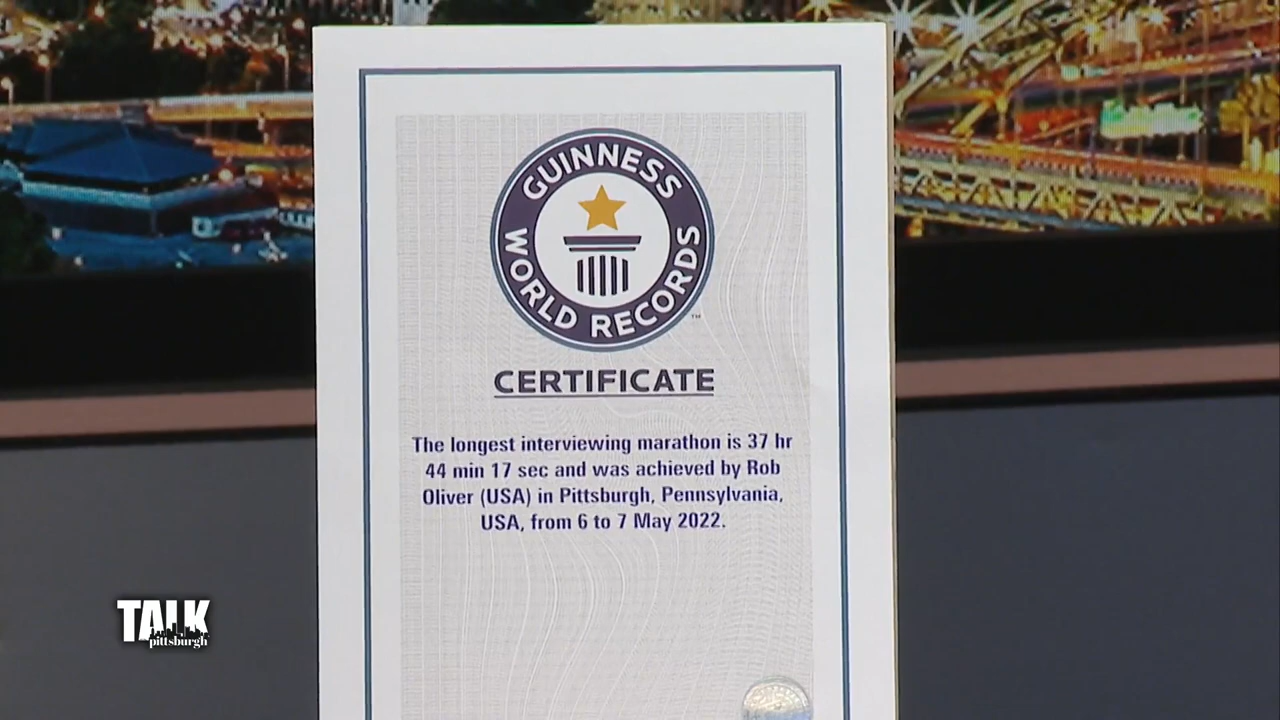 GUINNESS
WORLD RECORDS
™
CERTIFICATE
The longest interviewing marathon is 37 hr
44 min 17 sec and was achieved by Rob
Oliver (USA) in Pittsburgh, Pennsylvania,
USA, from 6 to 7 May 2022.
TALK
pittsburgh